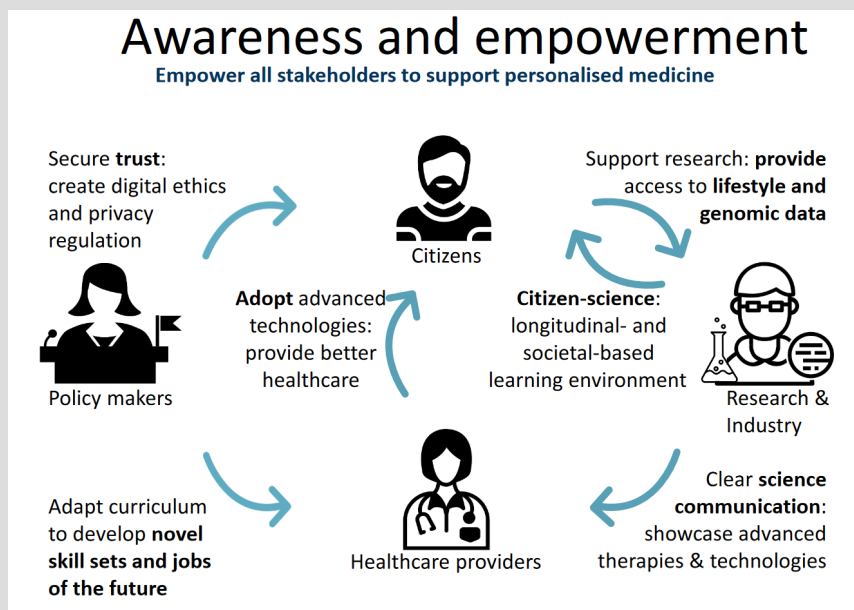 Awareness and empowerment
Empower all stakeholders to support personalised medicine
Secure trust:
create digital ethics
and privacy
regulation
Citizens
Support research: provide
access to lifestyle and
genomic data
Policy makers
Adopt advanced
technologies:
provide better
healthcare
Citizen-science:
longitudinal- and
societal-based
learning environment
Research &
Industry
Adapt curriculum
to develop novel
skill sets and jobs
of the future
Healthcare providers
Clear science
communication:
showcase advanced
therapies & technologies